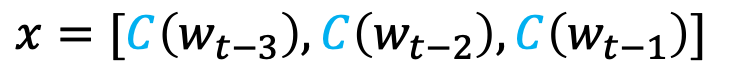 x = [C(w_{t-3}), C(w_{t-2}), C(w_{t-1})]